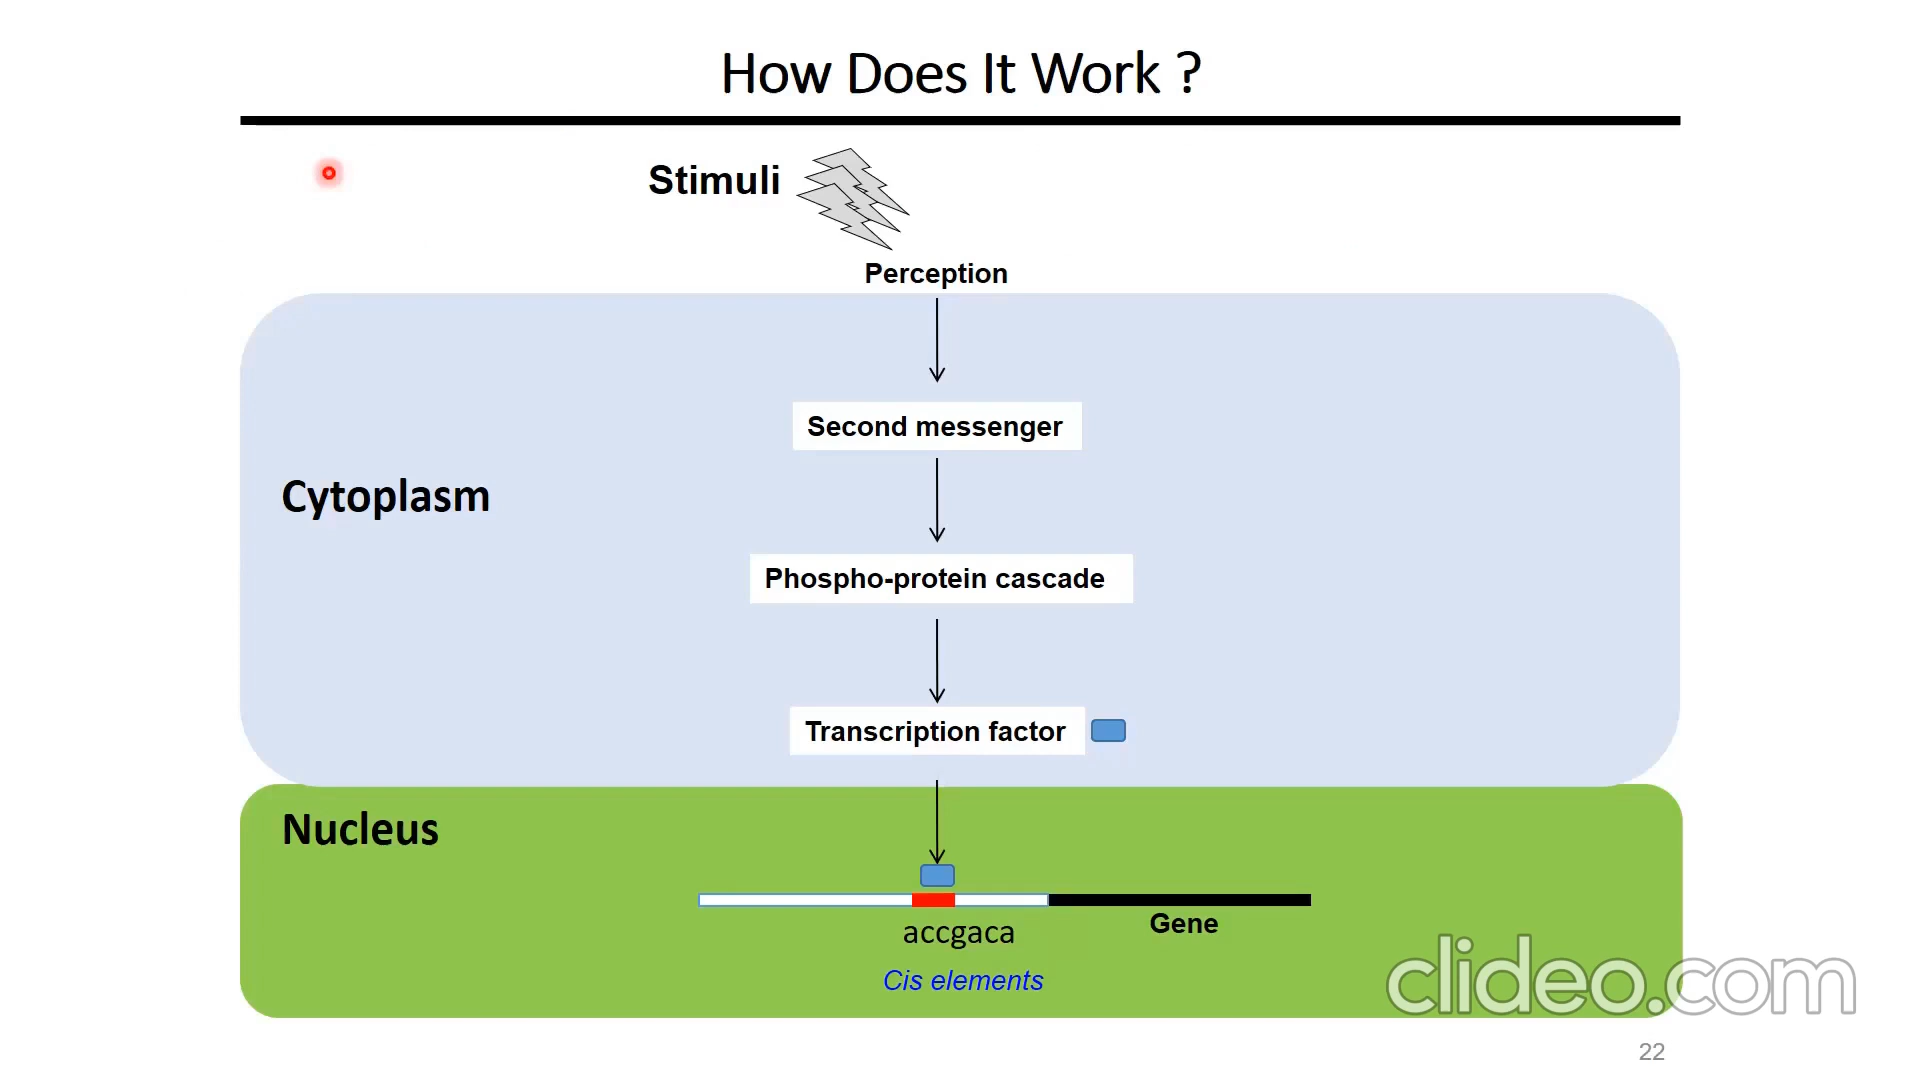 How Does It Work ?
Stimuli
Perception
Second messenger
Cytoplasm
Phospho-protein cascade
Transcription factor
Nucleus
accgaca
Gene
Cis elements
clideo.com
22